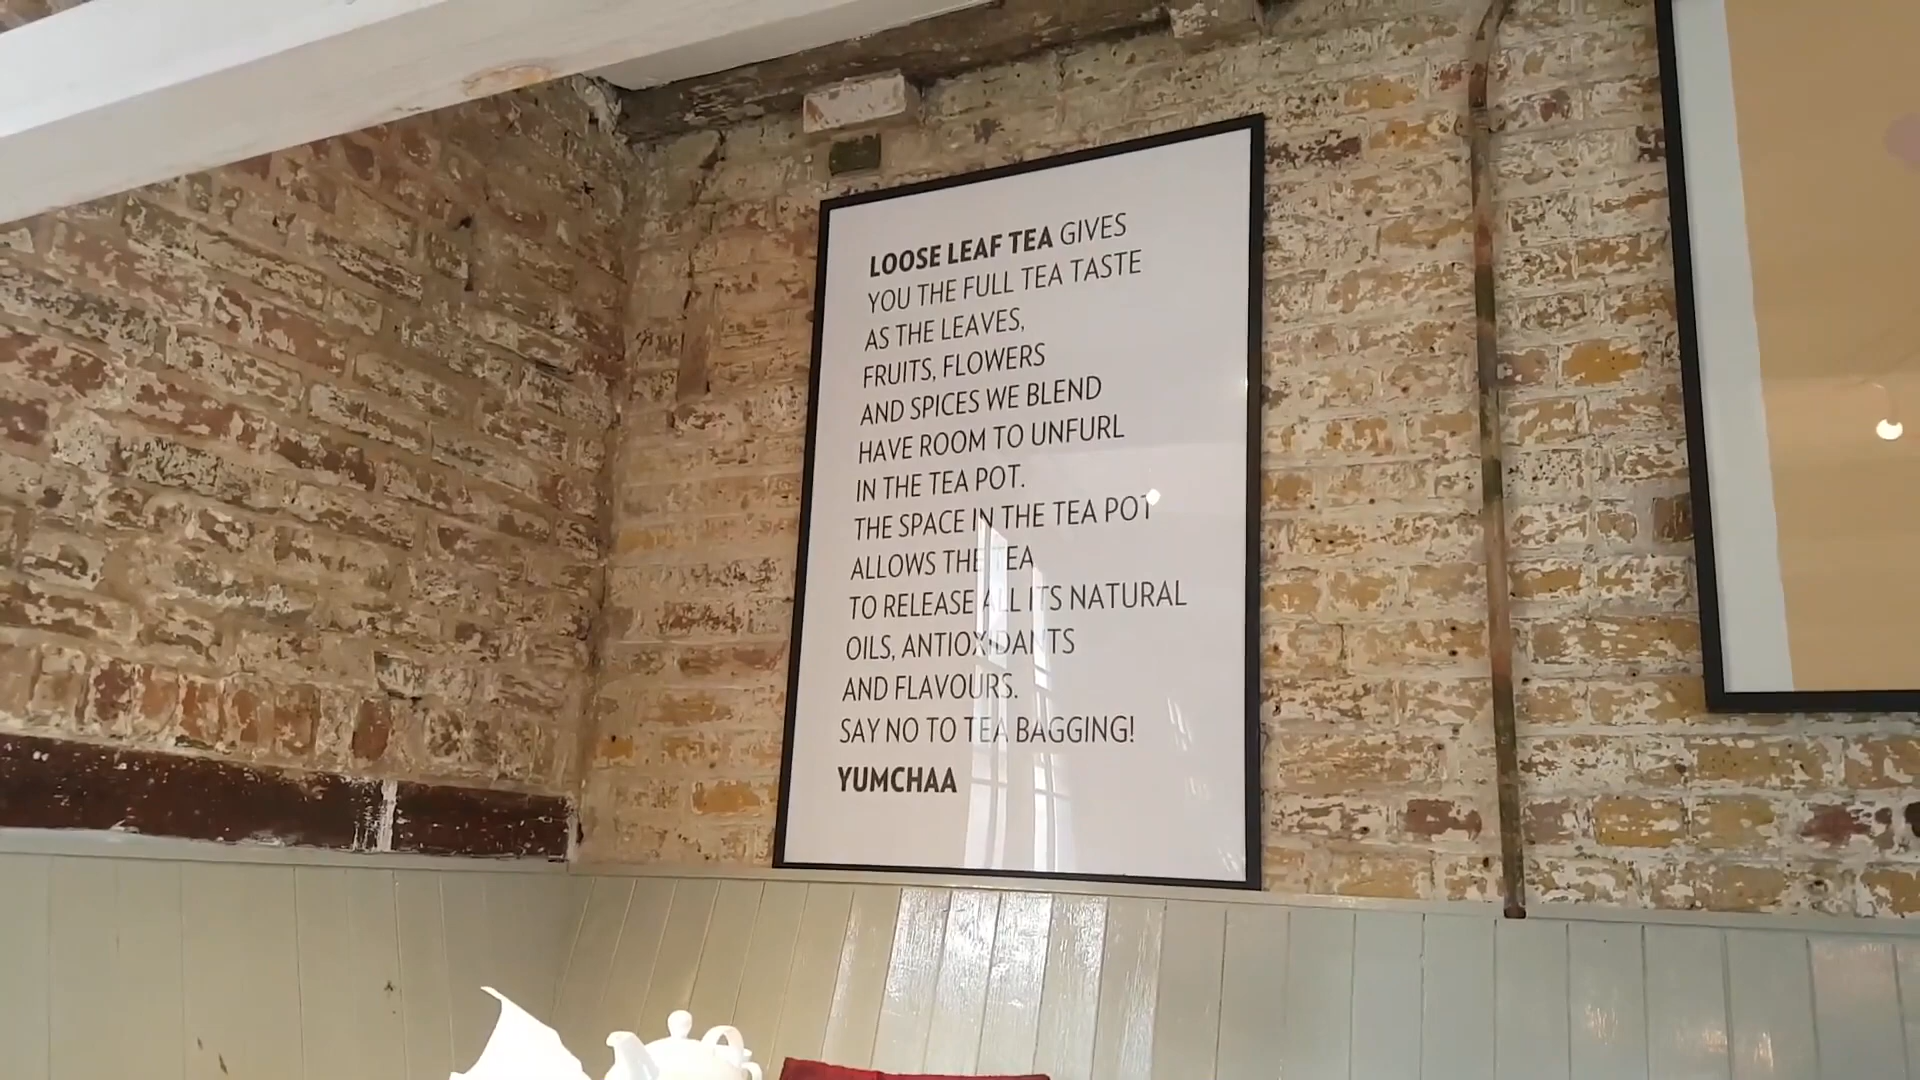 LOOSE LEAF TEA GIVES
YOU THE FULL TEA TASTE
AS THE LEAVES,
FRUITS, FLOWERS
AND SPICES WE BLEND
HAVE ROOM TO UNFURL
IN THE TEA POT.
THE SPACE IN THE TEA POT
ALLOWS THE TEA
TO RELEASE ALL ITS NATURAL
OILS, ANTIOXIDANTS
AND FLAVOURS.
SAY NO TO TEA BAGGING!
YUMCHAA